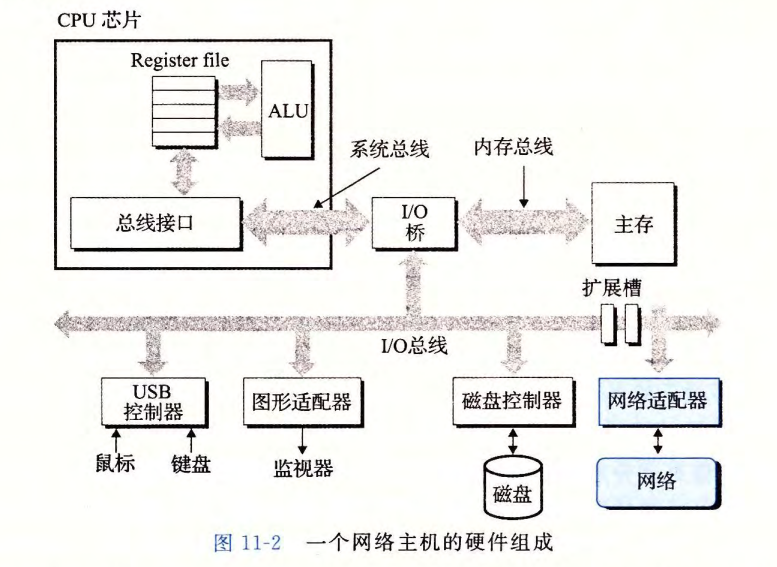 CPU 芯片
Register file
ALU
系统总线
内存总线
总线接口
I/O
桥
主存
扩展槽
I/O总线
USB
控制器
图形适配器
磁盘控制器
网络适配器
鼠标
键盘
监视器
磁盘
网络
图 11-2 一个网络主机的硬件组成